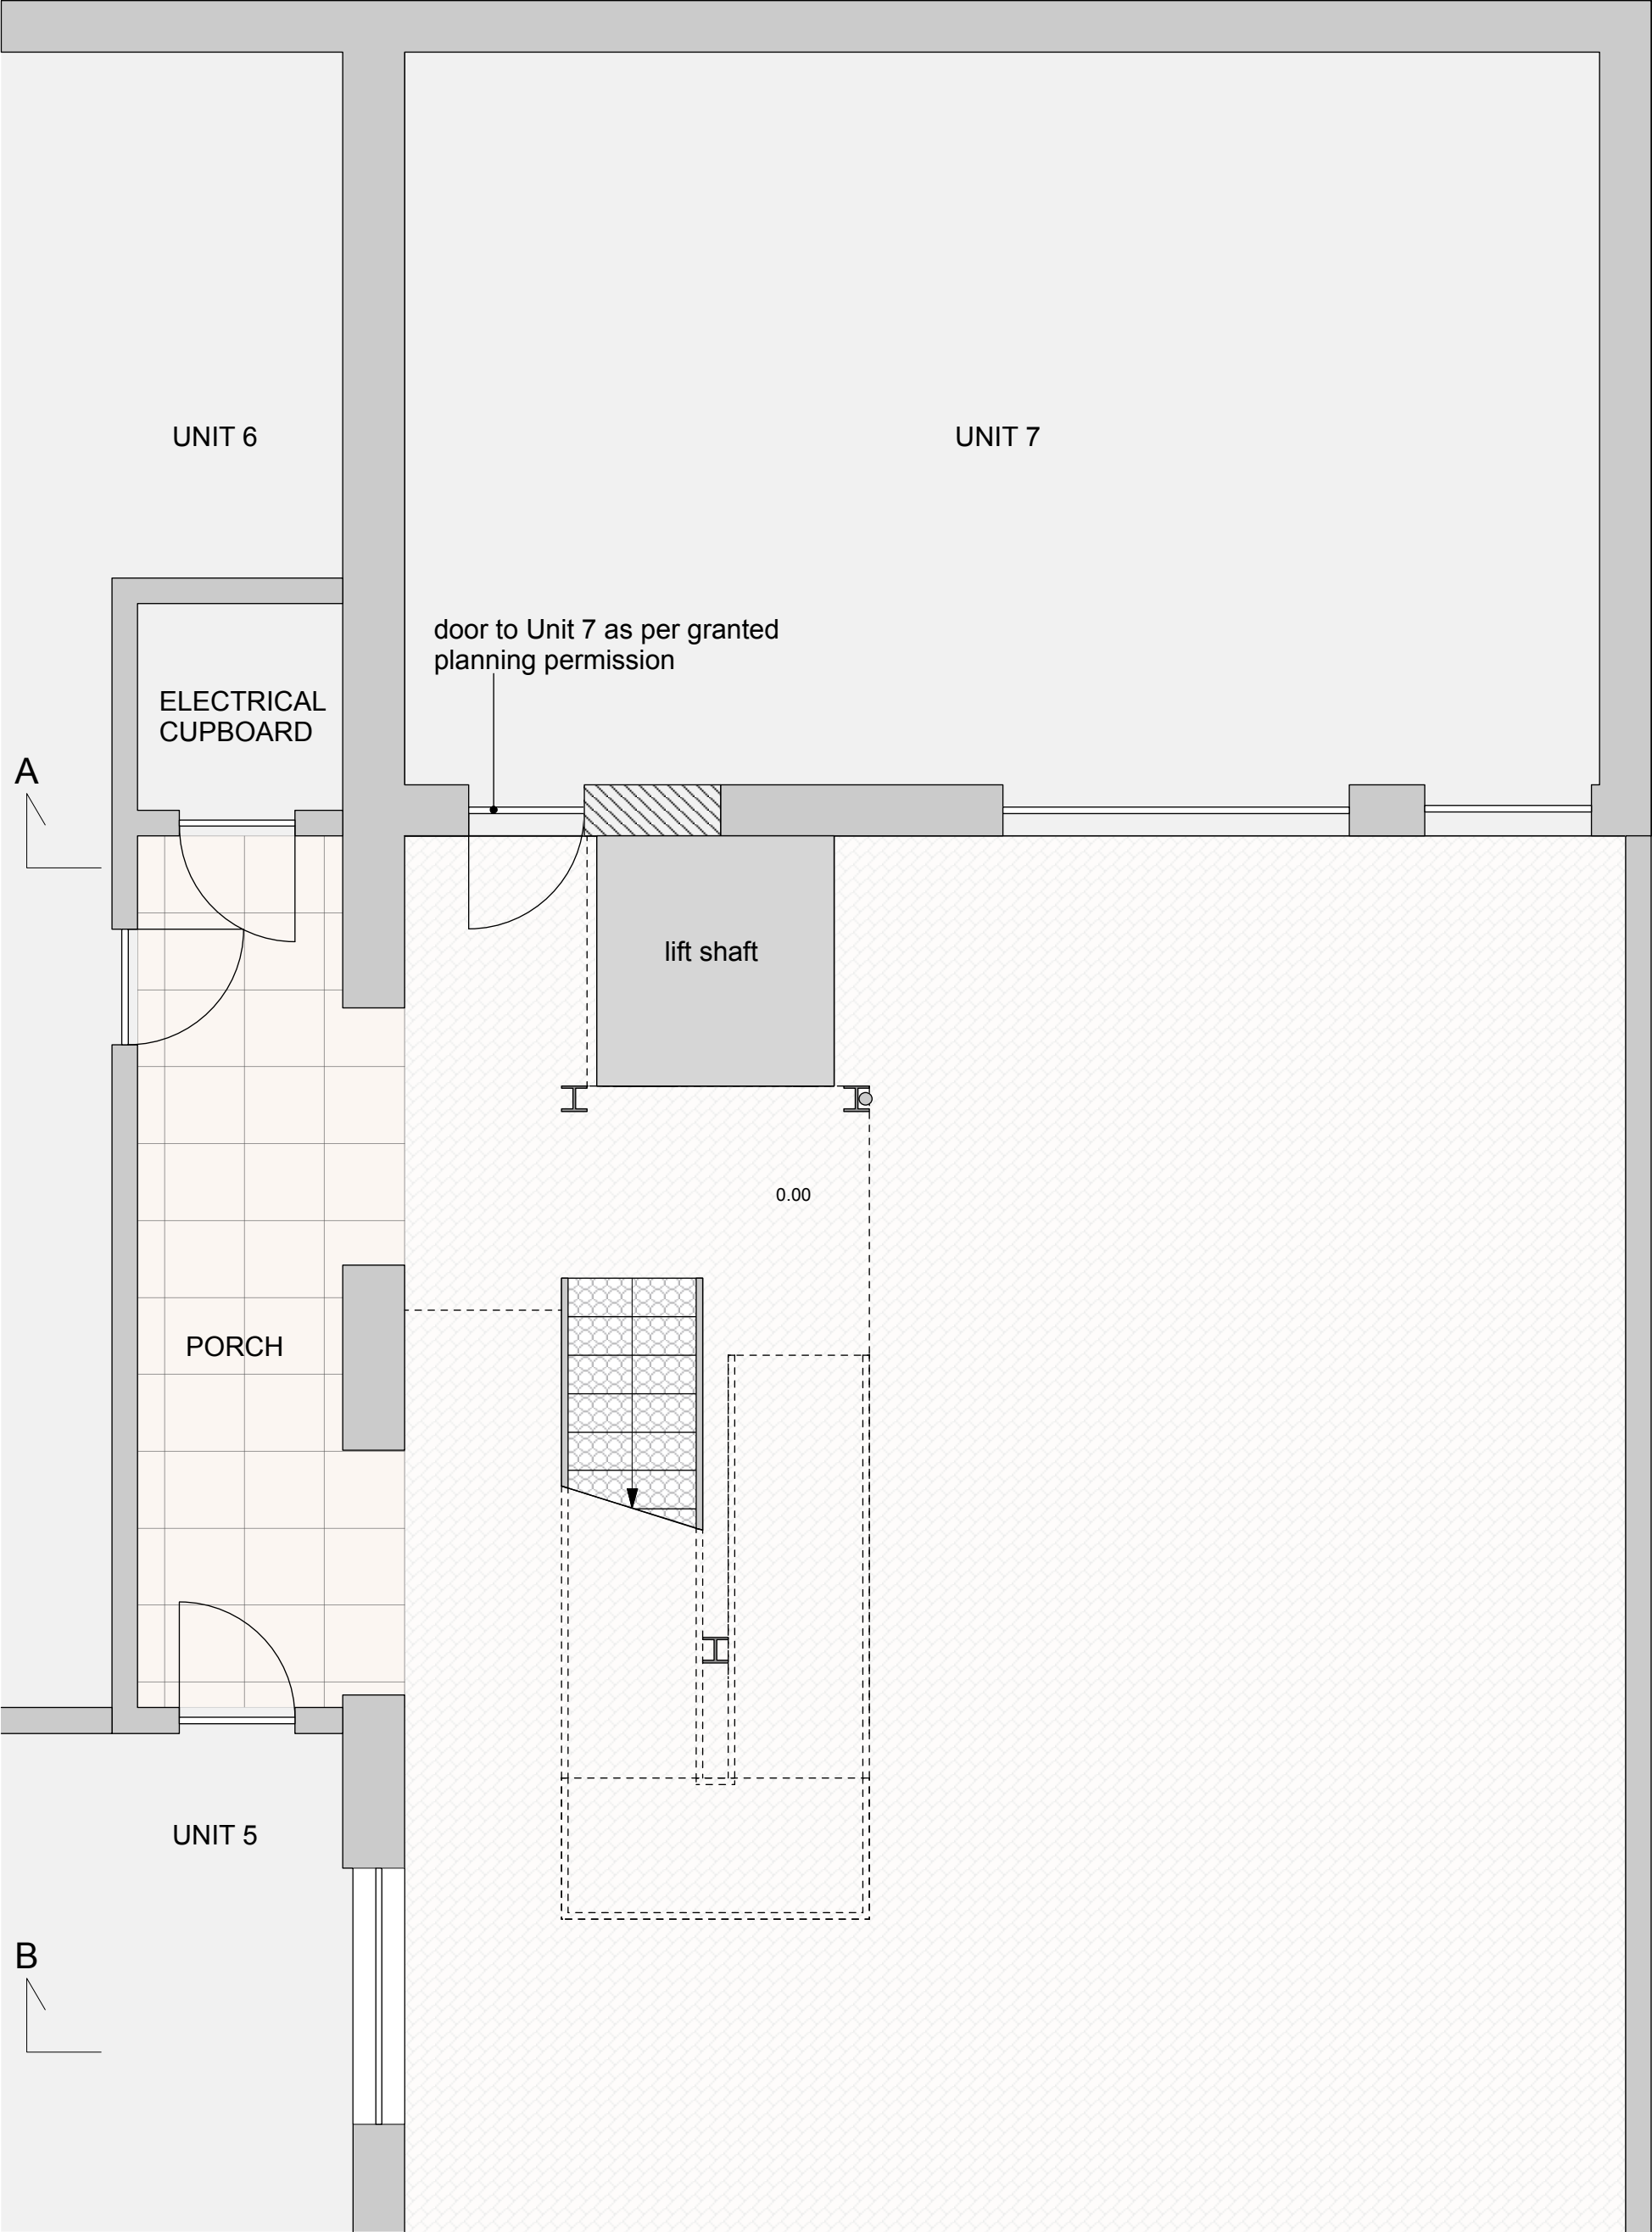 UNIT 6
UNIT 7
door to Unit 7 as per granted
planning permission
ELECTRICAL
CUPBOARD
A
lift shaft
0.00
PORCH
UNIT 5
B